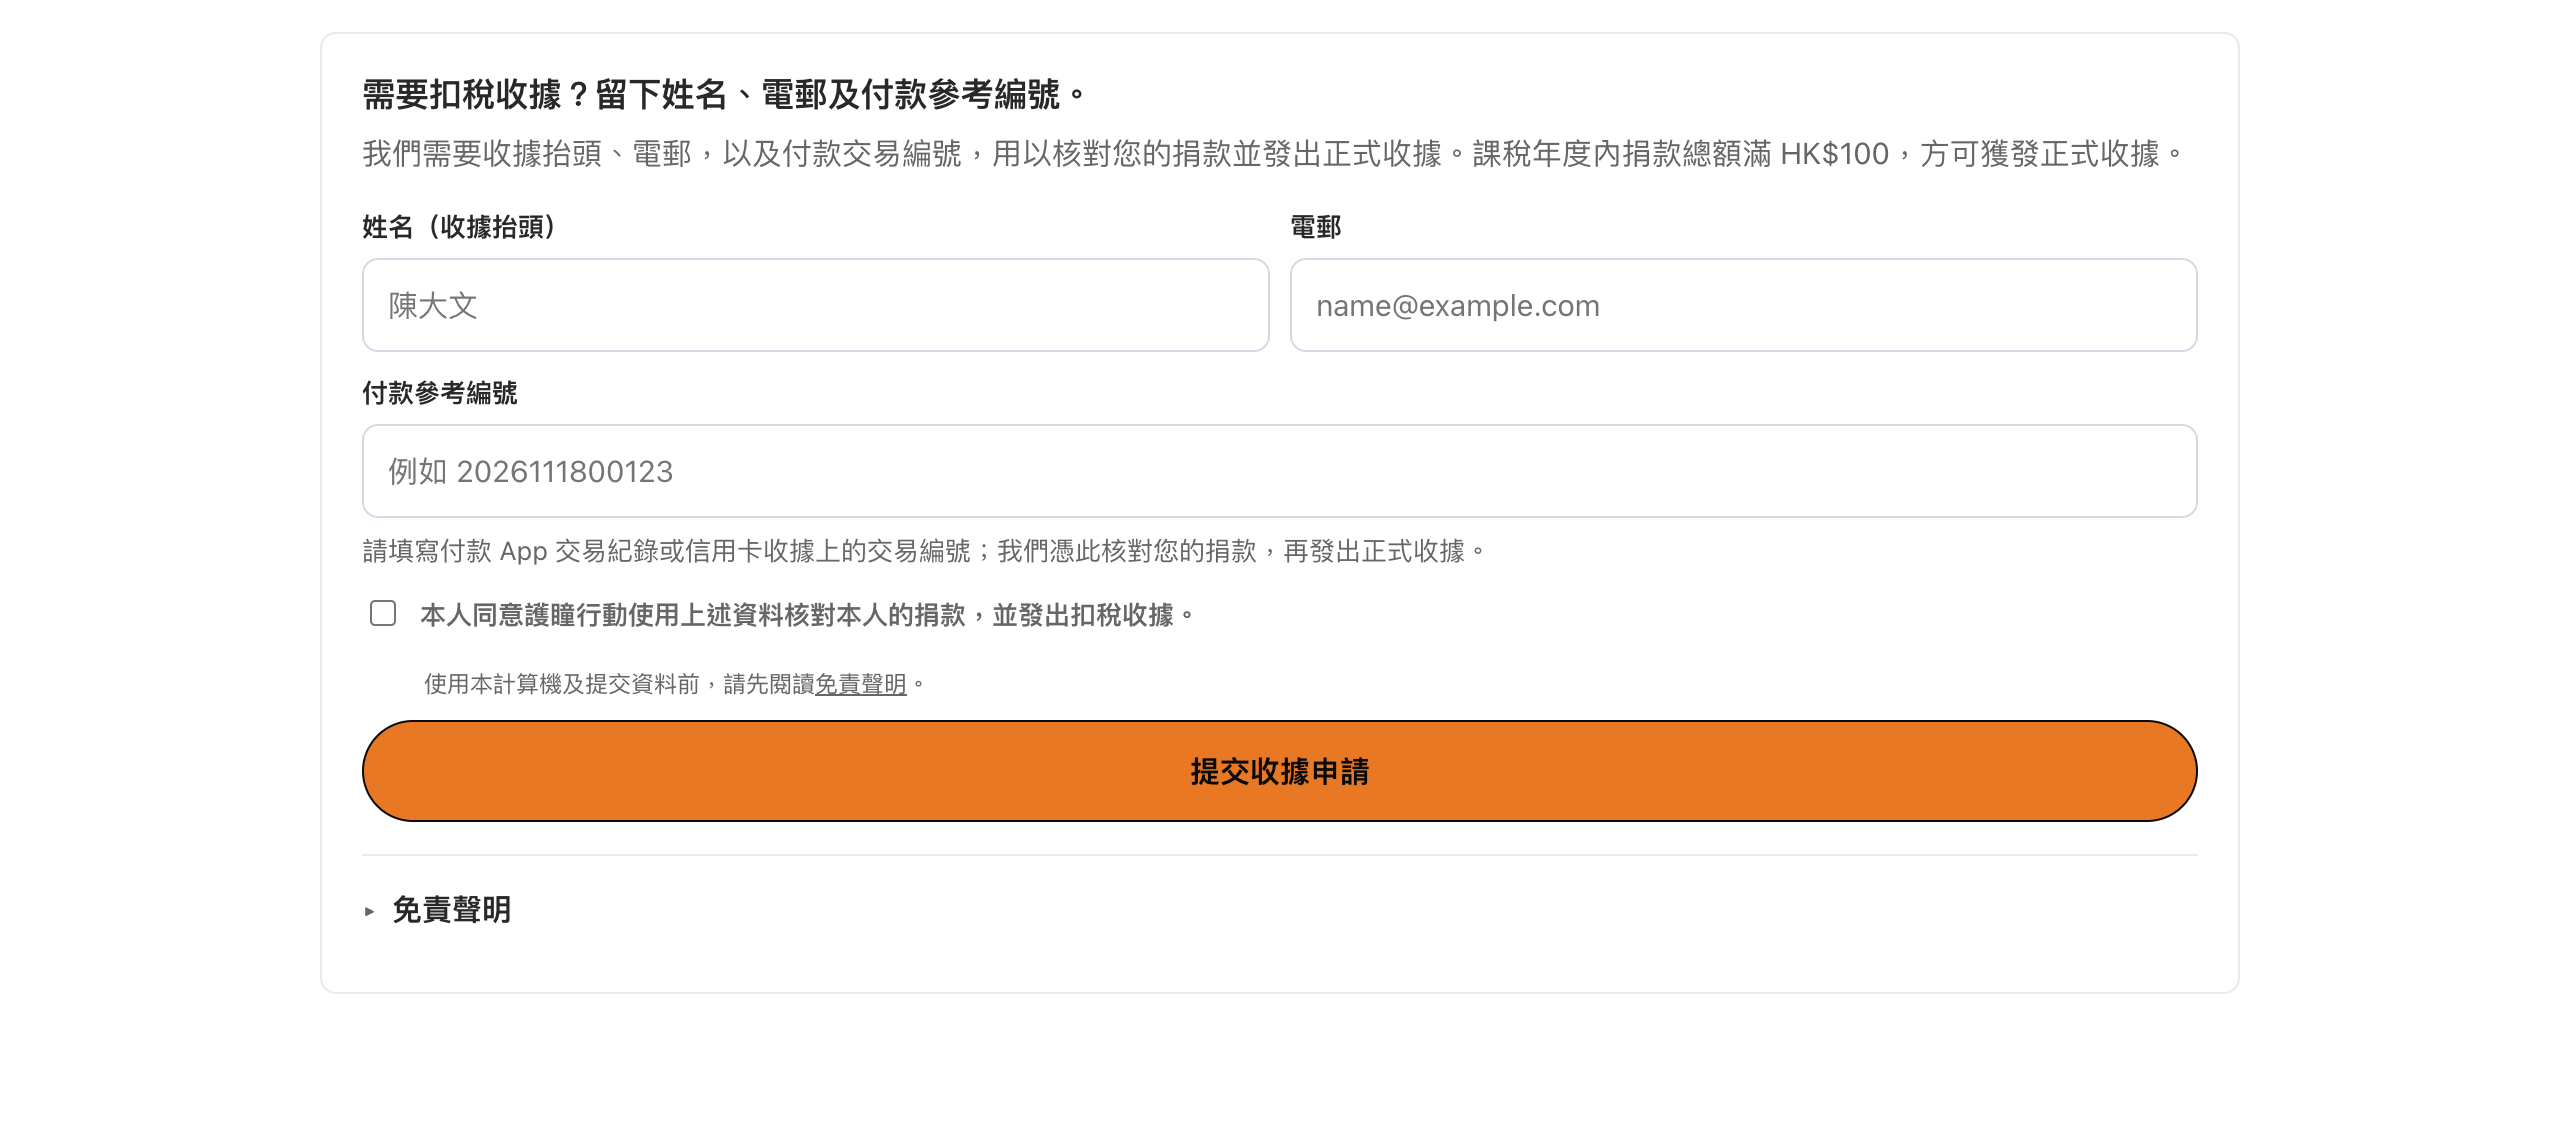 需要扣稅收據？留下姓名、電郵及付款參考編號。
我們需要收據抬頭、電郵，以及付款交易編號，用以核對您的捐款並發出正式收據。課稅年度內捐款總額滿 HK$100，方可獲發正式收據。
姓名（收據抬頭）
電郵
陳大文
name@example.com
付款參考編號
例如 2026111800123
請填寫付款 App 交易紀錄或信用卡收據上的交易編號；我們憑此核對您的捐款，再發出正式收據。
本人同意護瞳行動使用上述資料核對本人的捐款，並發出扣稅收據。
使用本計算機及提交資料前，請先閱讀免責聲明。
提交收據申請
免責聲明